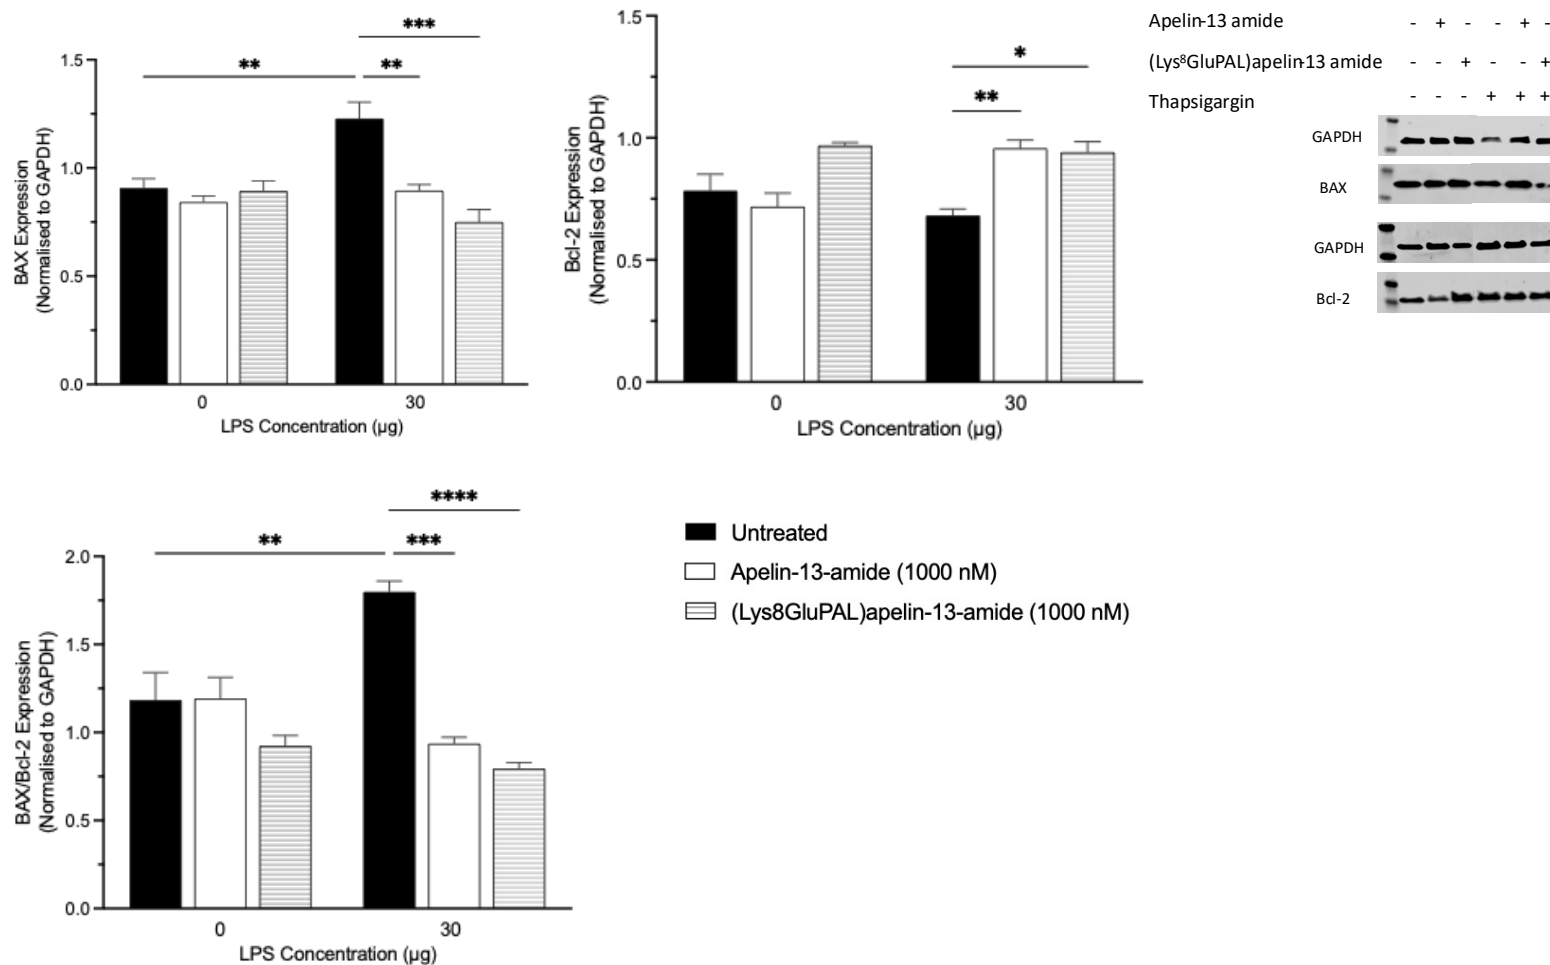 ***
**
**
1.5
1.0
0.5
0.0
BAX Expression
(Normalised to GAPDH)
0
30
LPS Concentration (µg)
*
**
1.5
1.0
0.5
0.0
Bcl-2 Expression
(Normalised to GAPDH)
0
30
LPS Concentration (µg)
Apelin-13 amide - + - - + -
(Lys⁸GluPAL)apelin-13 amide - - + - - +
Thapsigargin - - - + + +
GAPDH
BAX
GAPDH
Bcl-2
****
**
***
2.0
1.5
1.0
0.5
0.0
BAX/Bcl-2 Expression
(Normalised to GAPDH)
0
30
LPS Concentration (µg)
Untreated
Apelin-13-amide (1000 nM)
(Lys8GluPAL)apelin-13-amide (1000 nM)